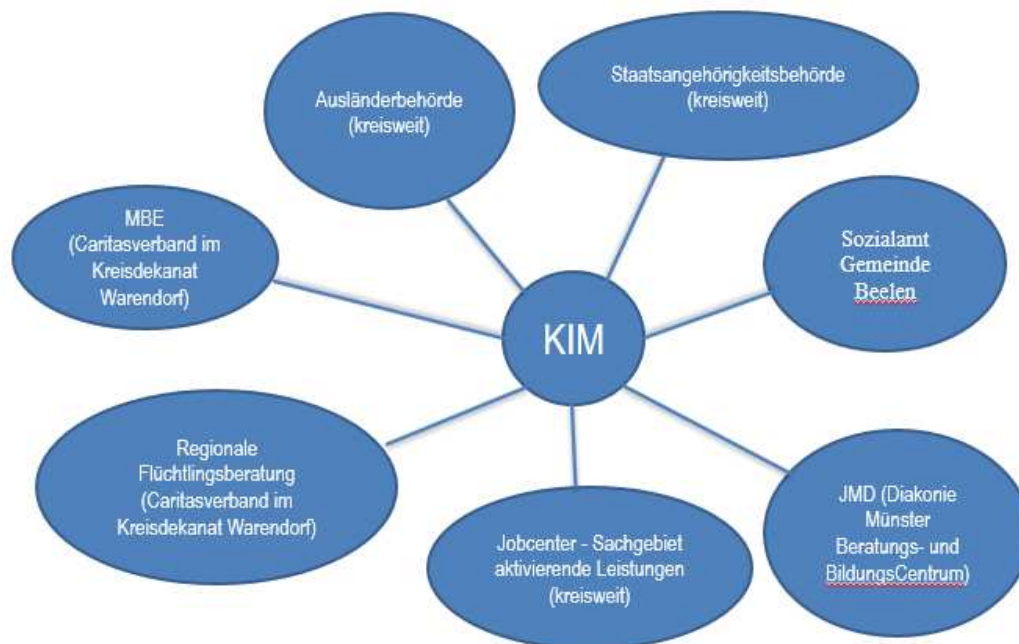 Ausländerbehörde
(kreisweit)
Staatsangehörigkeitsbehörde
(kreisweit)
MBE
(Caritasverband im
Kreisdekanat
Warendorf)
Sozialamt
Gemeinde
Beelen
KIM
Regionale
Flüchtlingsberatung
(Caritasverband im
Kreisdekanat Warendorf)
Jobcenter - Sachgebiet
aktivierende Leistungen
(kreisweit)
JMD (Diakonie
Münster
Beratungs- und
BildungsCentrum)